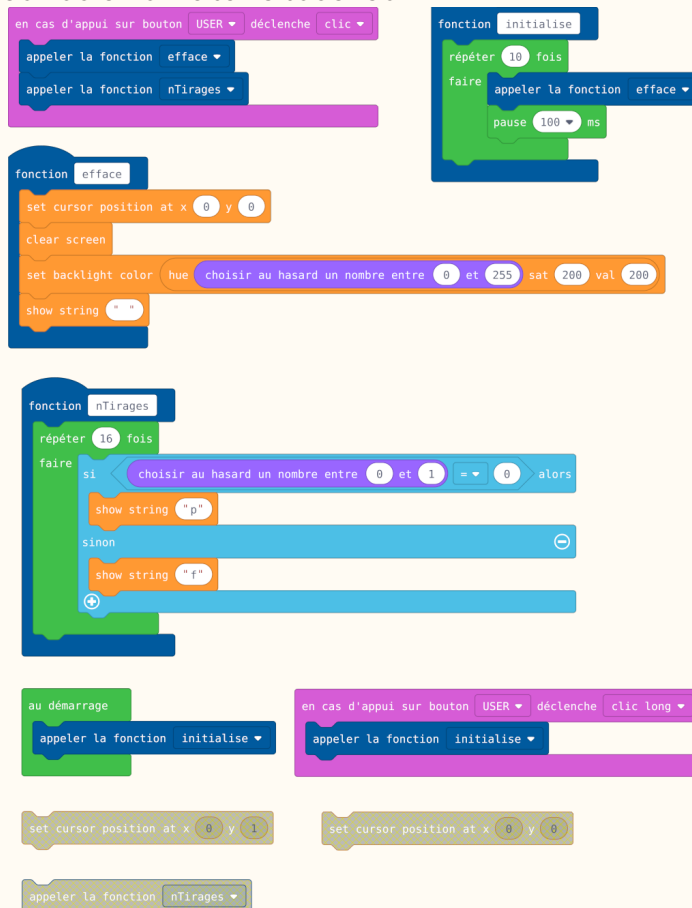 en cas d'appui sur bouton USER déclenche clic
appeler la fonction efface
appeler la fonction nTirages
fonction initialise
répéter 10 fois
faire
appeler la fonction efface
pause 100 ms
fonction efface
set cursor position at x 0 y 0
clear screen
set backlight color hue choisir au hasard un nombre entre 0 et 255 sat 200 val 200
show string " "
fonction nTirages
répéter 16 fois
faire
si choisir au hasard un nombre entre 0 et 1 = 0 alors
show string "p"
sinon
show string "f"
au démarrage
appeler la fonction initialise
en cas d'appui sur bouton USER déclenche clic long
appeler la fonction initialise
set cursor position at x 0 y 1
set cursor position at x 0 y 0
appeler la fonction nTirages